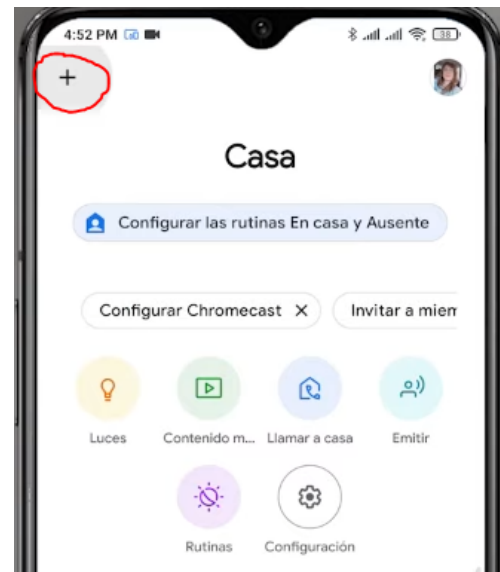 4:52 PM
38
+
Casa
Configurar las rutinas En casa y Ausente
Configurar Chromecast X
Invitar a miem
Luces
Contenido m...
Llamar a casa
Emitir
Rutinas
Configuración